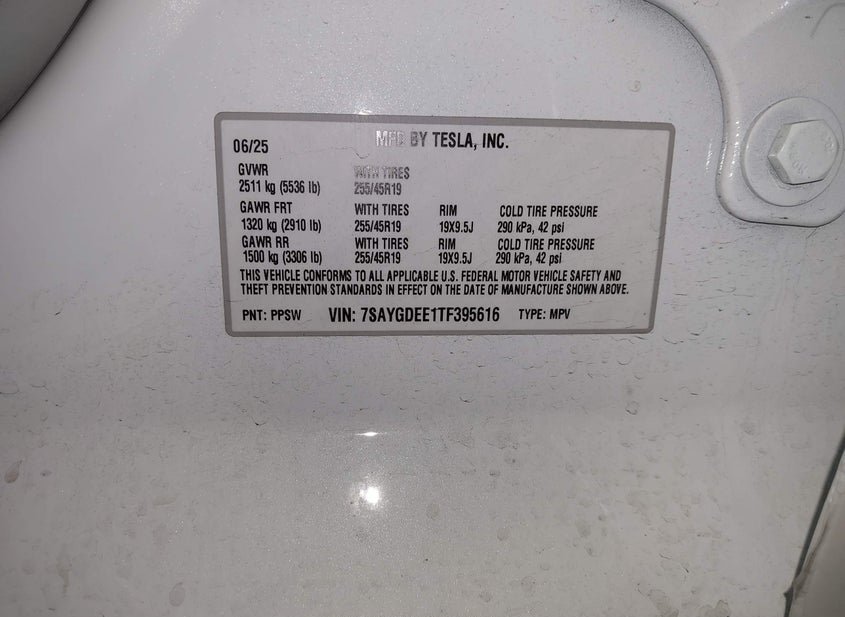 06/25 MFD BY TESLA, INC.
GVWR WITH TIRES
2511 kg (5536 lb) 255/45R19
GAWR FRT WITH TIRES RIM COLD TIRE PRESSURE
1320 kg (2910 lb) 255/45R19 19X9.5J 290 kPa, 42 psi
GAWR RR WITH TIRES RIM COLD TIRE PRESSURE
1500 kg (3306 lb) 255/45R19 19X9.5J 290 kPa, 42 psi
THIS VEHICLE CONFORMS TO ALL APPLICABLE U.S. FEDERAL MOTOR VEHICLE SAFETY AND
THEFT PREVENTION STANDARDS IN EFFECT ON THE DATE OF MANUFACTURE SHOWN ABOVE.
PNT: PPSW VIN: 7SAYGDEE1TF395616 TYPE: MPV